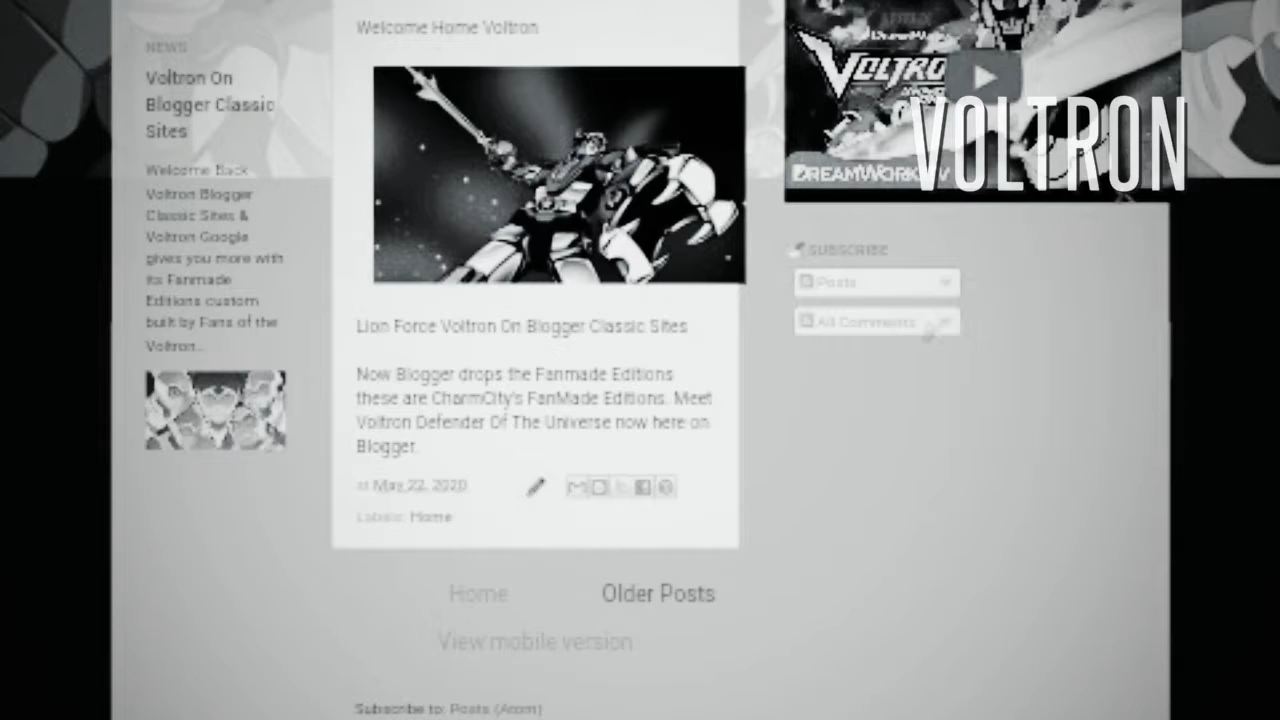 Welcome Home Voltron
NEWS
Voltron On
Blogger Classic
Sites
Welcome Back
Voltron Blogger
Classic Sites &
Voltron Google
gives you more with
its Fanmade
Editions custom
built by Fans of the
Voltron...
Lion Force Voltron On Blogger Classic Sites
Now Blogger drops the Fanmade Editions
these are CharmCity's FanMade Editions. Meet
Voltron Defender Of The Universe now here on
Blogger.
at May 22, 2020
Labels: Home
Home
Older Posts
View mobile version
Subscribe to: Posts (Atom)
DREAMWORKS TV
VOLTRON
SUBSCRIBE
Posts
All Comments